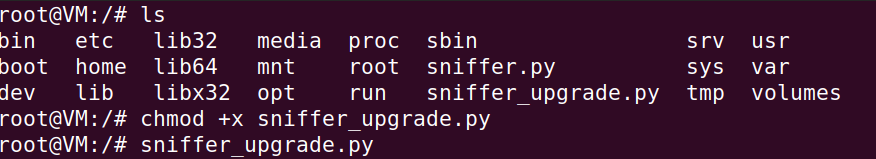 root@VM:/# ls
bin   etc   lib32   media  proc  sbin                srv  usr
boot  home  lib64   mnt    root  sniffer.py          sys  var
dev   lib   libx32  opt    run   sniffer_upgrade.py  tmp  volumes
root@VM:/# chmod +x sniffer_upgrade.py
root@VM:/# sniffer_upgrade.py